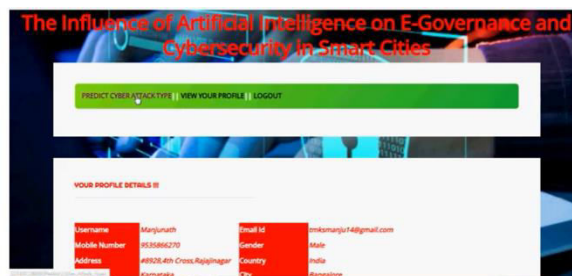 The Influence of Artificial Intelligence on E-Governance and
Cybersecurity in Smart Cities
PREDICT CYBER ATTACK TYPE || VIEW YOUR PROFILE || LOGOUT
YOUR PROFILE DETAILS !!!
Username Manjunath Email Id tmksmanju14@gmail.com
Mobile Number 9535866270 Gender Male
Address #8928,4th Cross,Rajajinagar Country India
Karnataka City Bangalore